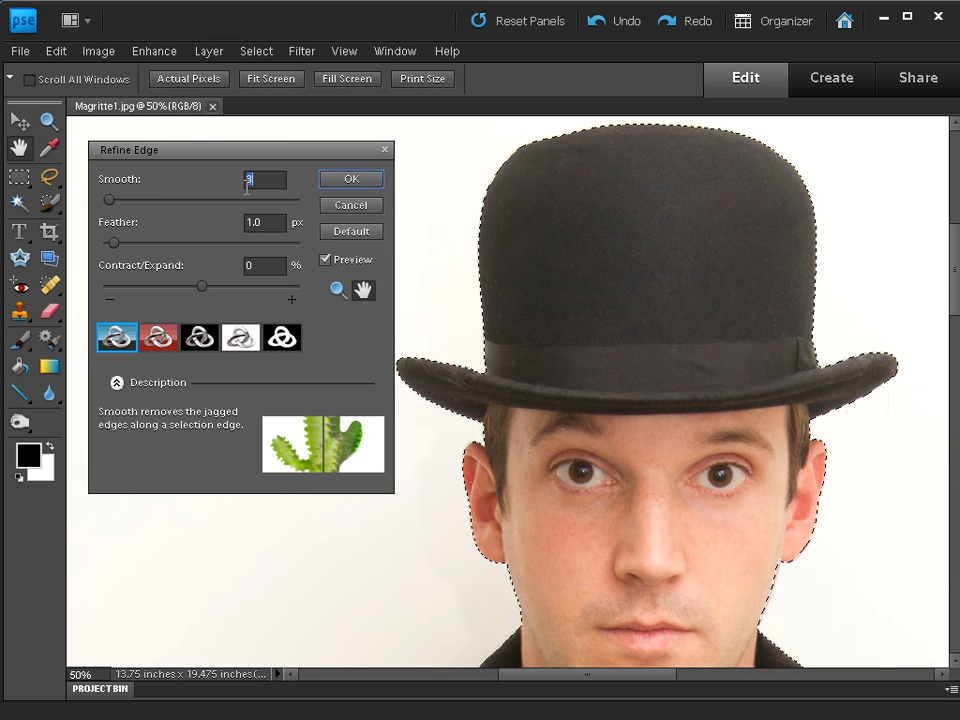 pse Reset Panels Undo Redo Organizer
File Edit Image Enhance Layer Select Filter View Window Help
Scroll All Windows Actual Pixels Fit Screen Fill Screen Print Size Edit Create Share
Magritte1.jpg @ 50% (RGB/8)
Refine Edge
Smooth: 3 OK
Cancel
Feather: 1.0 px
Default
Preview
Contract/Expand: 0 %
Description
Smooth removes the jagged
edges along a selection edge.
50% 13.75 inches x 19.475 inches (...
PROJECT BIN